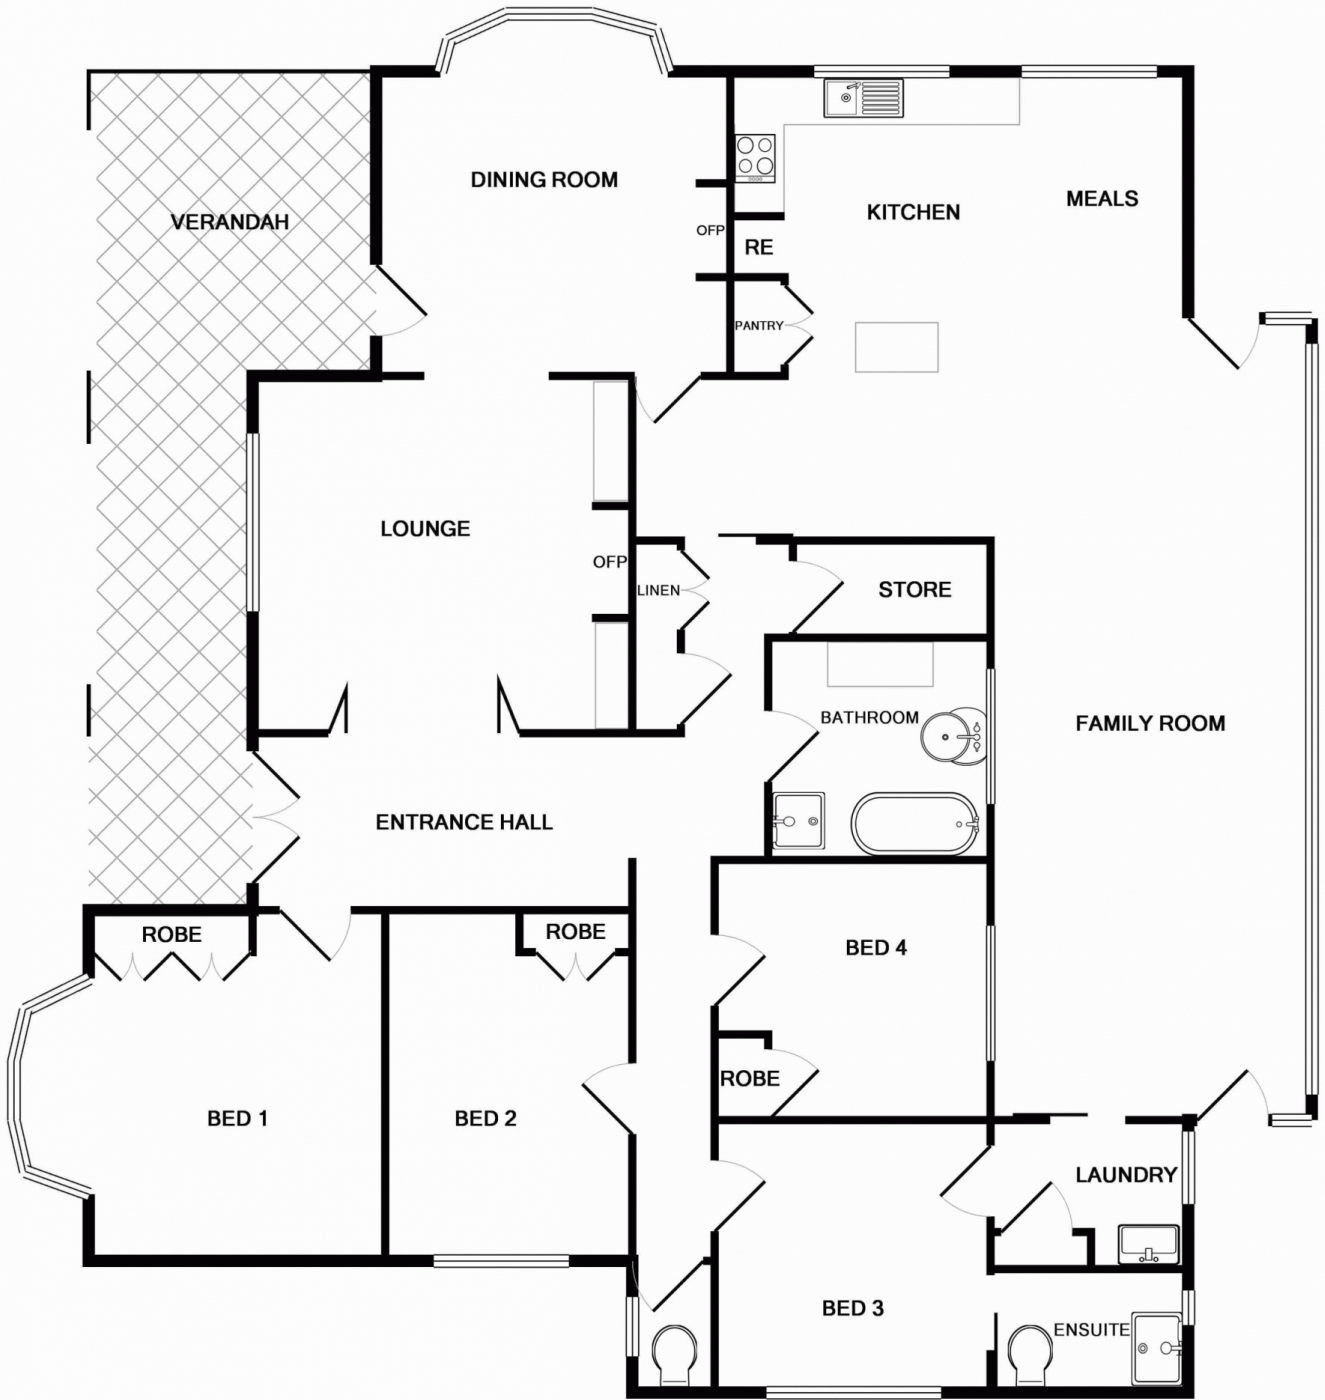 DINING ROOM
MEALS
KITCHEN
VERANDAH
OFP
RE
PANTRY
LOUNGE
OFP
LINEN
STORE
BATHROOM
FAMILY ROOM
ENTRANCE HALL
ROBE
ROBE
BED 4
ROBE
BED 1
BED 2
LAUNDRY
BED 3
ENSUITE